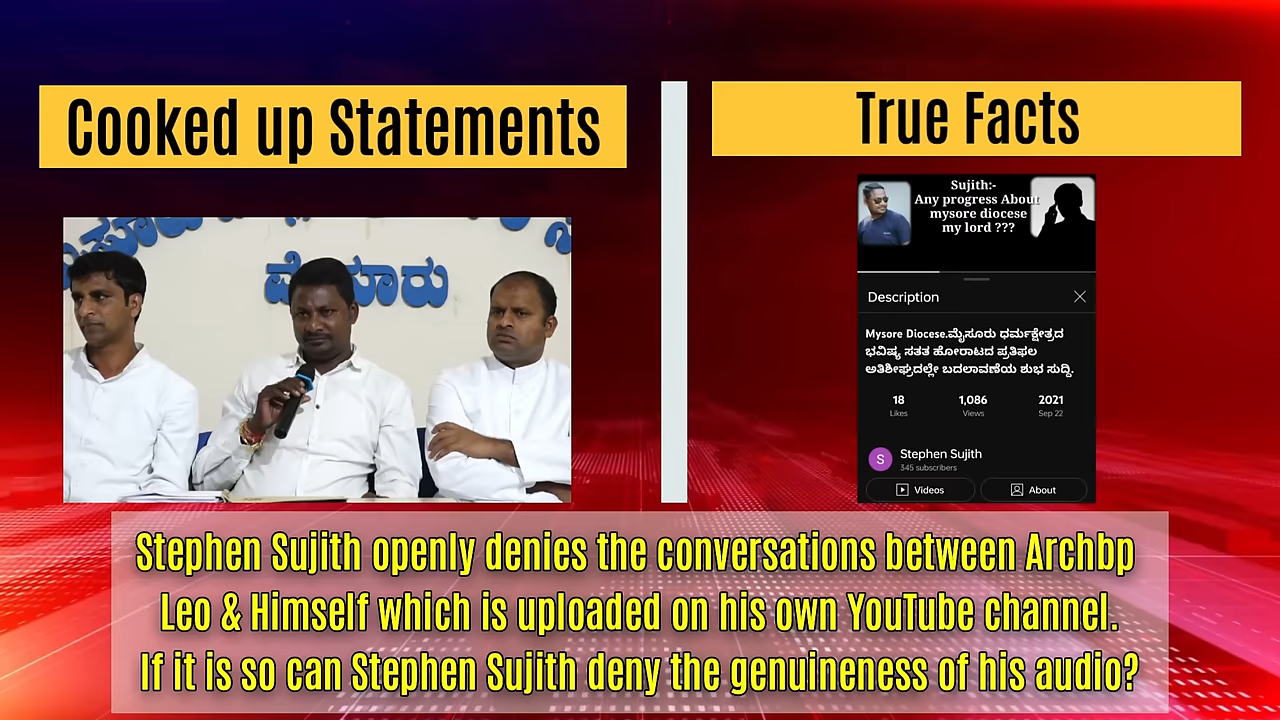 Cooked up Statements
True Facts
ಮೈಸೂರು
Sujith:-
Any progress About
mysore diocese
my lord ???
Description
Mysore Diocese.ಮೈಸೂರು ಧರ್ಮಕ್ಷೇತ್ರದ
ಭವಿಷ್ಯ ಸತತ ಹೋರಾಟದ ಪ್ರತಿಫಲ
ಅತಿಶೀಘ್ರದಲ್ಲೇ ಬದಲಾವಣೆಯ ಶುಭ ಸುದ್ದಿ.
18 1,086 2021
Likes Views Sep 22
S Stephen Sujith
345 subscribers
Videos About
Stephen Sujith openly denies the conversations between Archbp
Leo & Himself which is uploaded on his own YouTube channel.
If it is so can Stephen Sujith deny the genuineness of his audio?